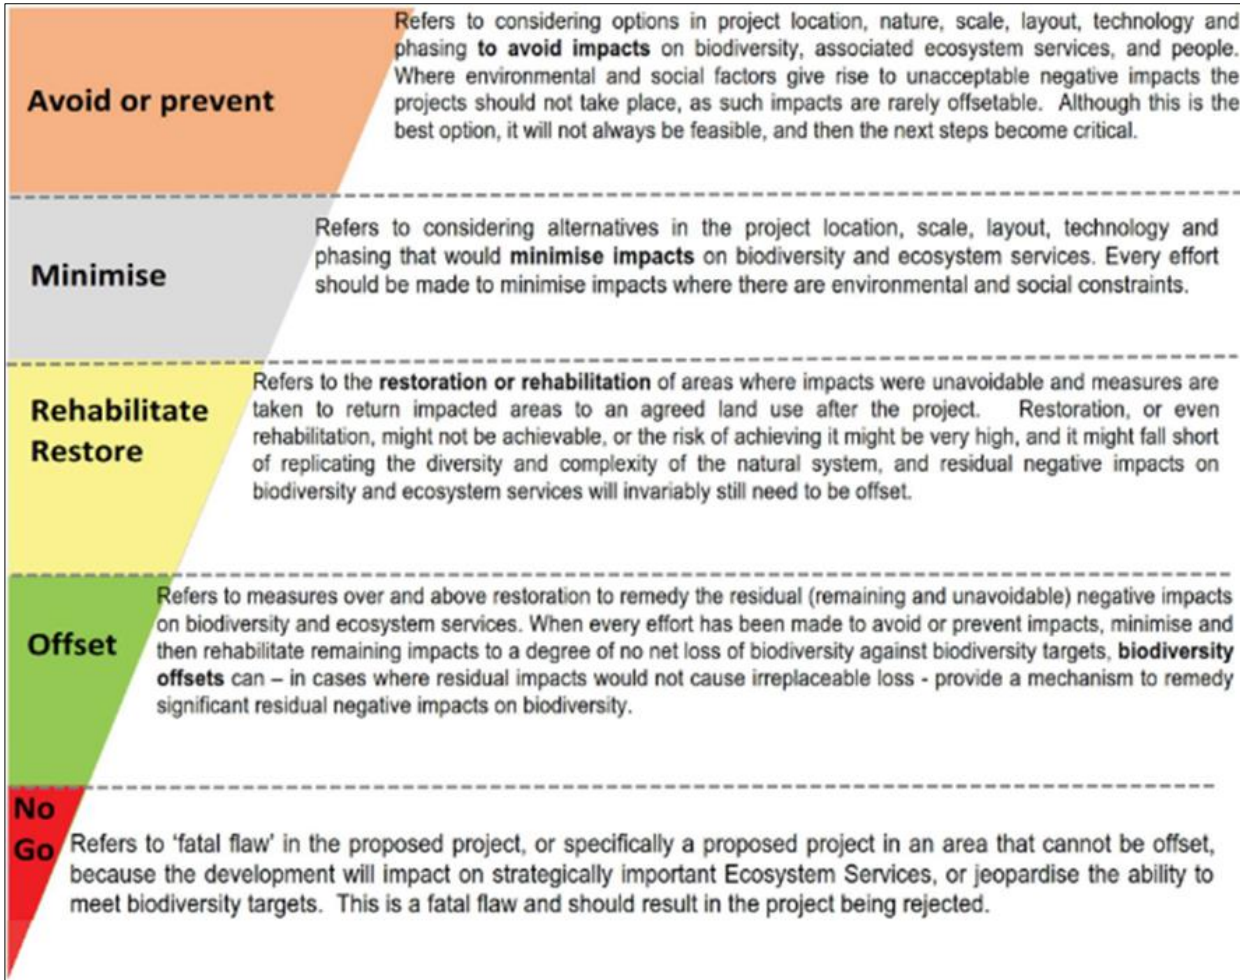 Avoid or prevent
Refers to considering options in project location, nature, scale, layout, technology and
phasing to avoid impacts on biodiversity, associated ecosystem services, and people.
Where environmental and social factors give rise to unacceptable negative impacts the
projects should not take place, as such impacts are rarely offsetable. Although this is the
best option, it will not always be feasible, and then the next steps become critical.
Minimise
Refers to considering alternatives in the project location, scale, layout, technology and
phasing that would minimise impacts on biodiversity and ecosystem services. Every effort
should be made to minimise impacts where there are environmental and social constraints.
Rehabilitate
Restore
Refers to the restoration or rehabilitation of areas where impacts were unavoidable and measures are
taken to return impacted areas to an agreed land use after the project. Restoration, or even
rehabilitation, might not be achievable, or the risk of achieving it might be very high, and it might fall short
of replicating the diversity and complexity of the natural system, and residual negative impacts on
biodiversity and ecosystem services will invariably still need to be offset.
Offset
Refers to measures over and above restoration to remedy the residual (remaining and unavoidable) negative impacts
on biodiversity and ecosystem services. When every effort has been made to avoid or prevent impacts, minimise and
then rehabilitate remaining impacts to a degree of no net loss of biodiversity against biodiversity targets, biodiversity
offsets can – in cases where residual impacts would not cause irreplaceable loss - provide a mechanism to remedy
significant residual negative impacts on biodiversity.
No
Go
Refers to ‘fatal flaw’ in the proposed project, or specifically a proposed project in an area that cannot be offset,
because the development will impact on strategically important Ecosystem Services, or jeopardise the ability to
meet biodiversity targets. This is a fatal flaw and should result in the project being rejected.